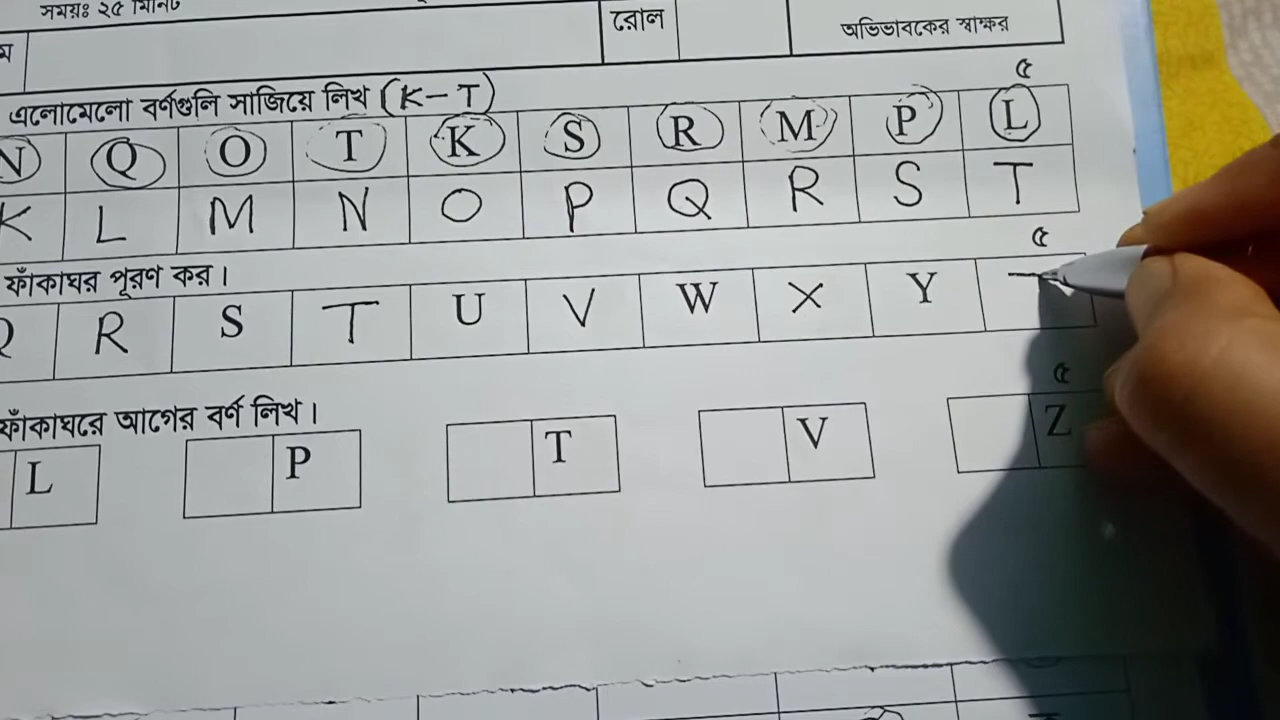 সময়ঃ ২৫ মিনিট
ম রোল অভিভাবকের স্বাক্ষর
এলোমেলো বর্ণগুলি সাজিয়ে লিখ (K-T) ৫
N Q O T K S R M P L
K L M N O P Q R S T
ফাঁকাঘর পূরণ কর। ৫
Q R S T U V W X Y
ফাঁকাঘরে আগের বর্ণ লিখ। ৫
L P T V Z